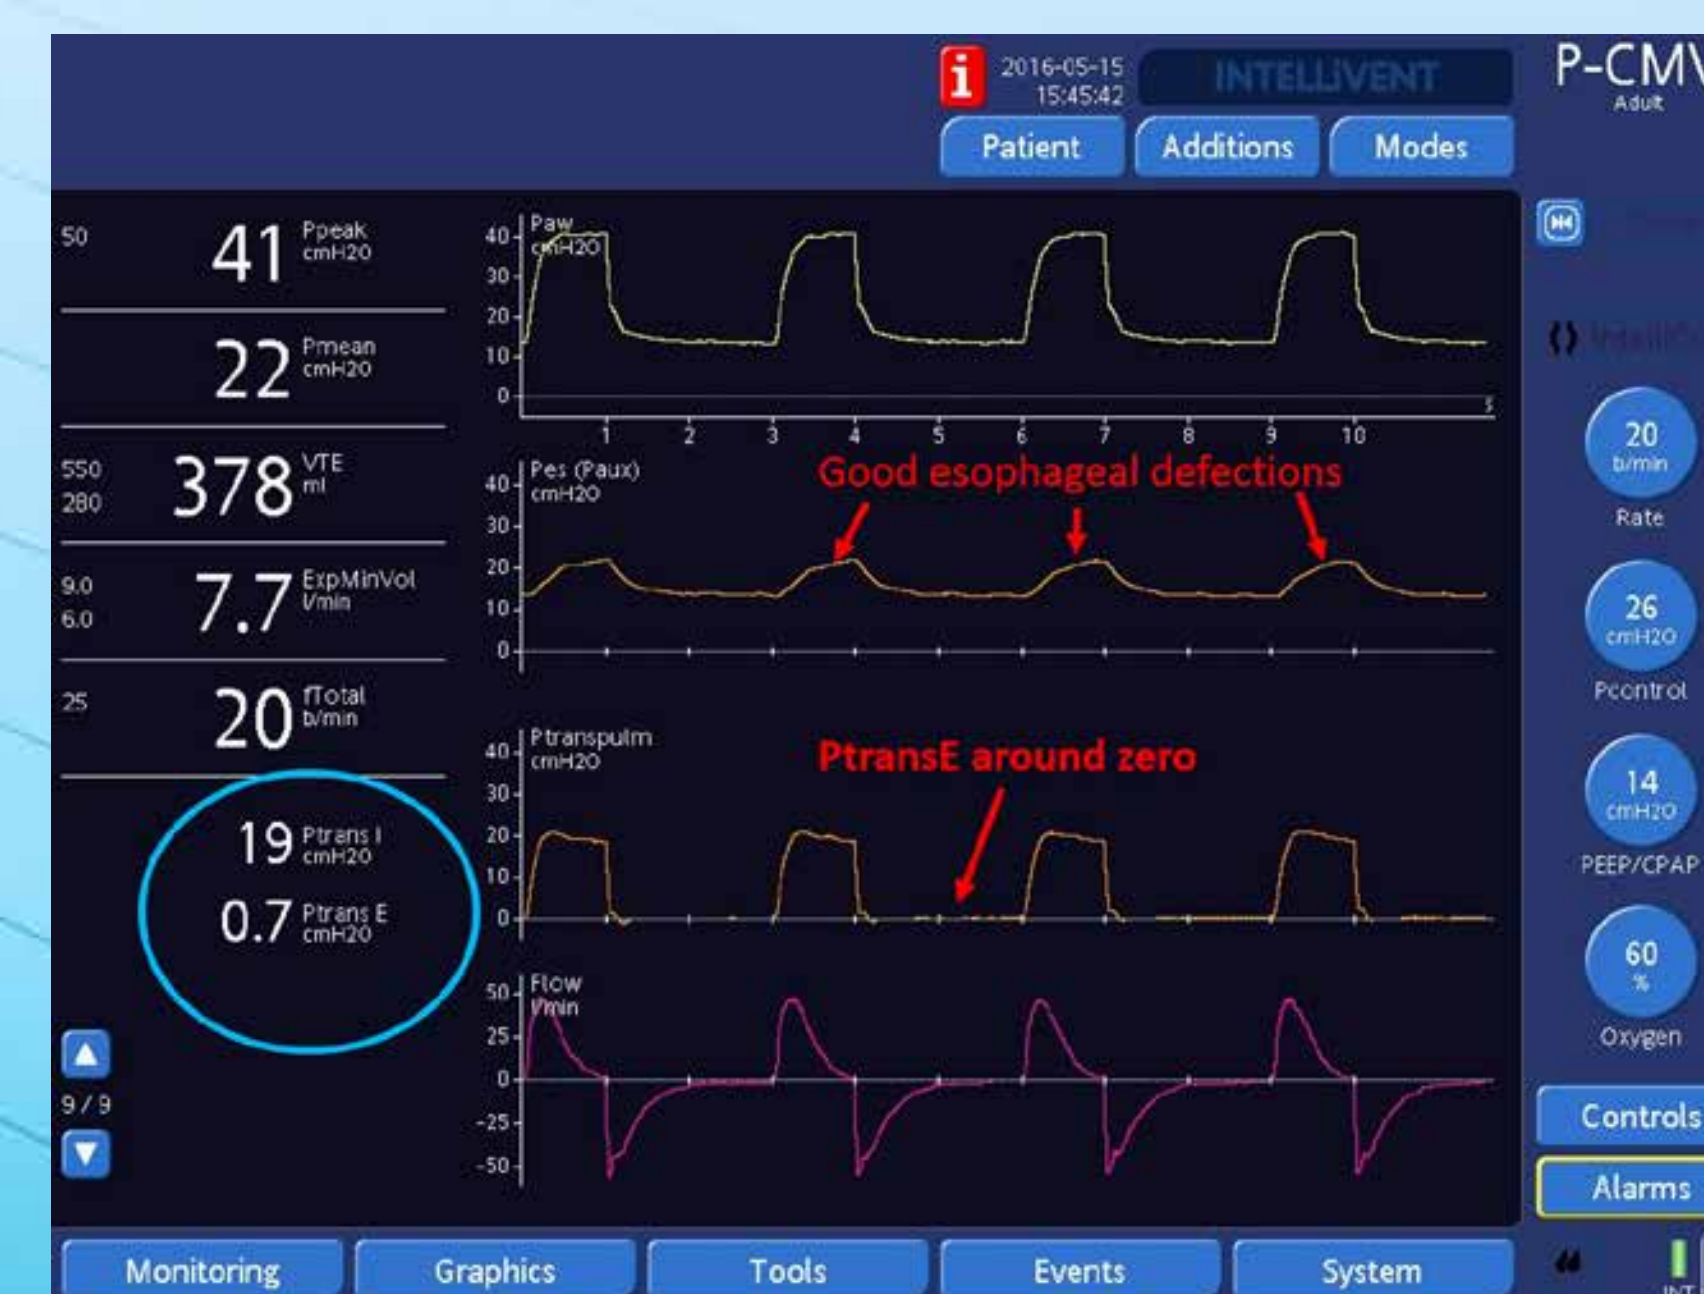 2016-05-15
15:45:42
INTELLiVENT
P-CMV
Adult
Patient
Additions
Modes
50
41
Ppeak
cmH2O
22
Pmean
cmH2O
550
280
378
VTE
ml
9.0
6.0
7.7
ExpMinVol
l/min
25
20
fTotal
b/min
19
Ptrans I
cmH2O
0.7
Ptrans E
cmH2O
9/9
Paw
cmH2O
40
30
20
10
0
s
1 2 3 4 5 6 7 8 9 10
Pes (Paux)
cmH2O
Good esophageal defections
40
30
20
10
0
Ptranspulm
cmH2O
PtransE around zero
40
30
20
10
0
Flow
l/min
50
25
0
-25
-50
20
b/min
Rate
26
cmH2O
Pcontrol
14
cmH2O
PEEP/CPAP
60
%
Oxygen
Controls
Alarms
Monitoring
Graphics
Tools
Events
System